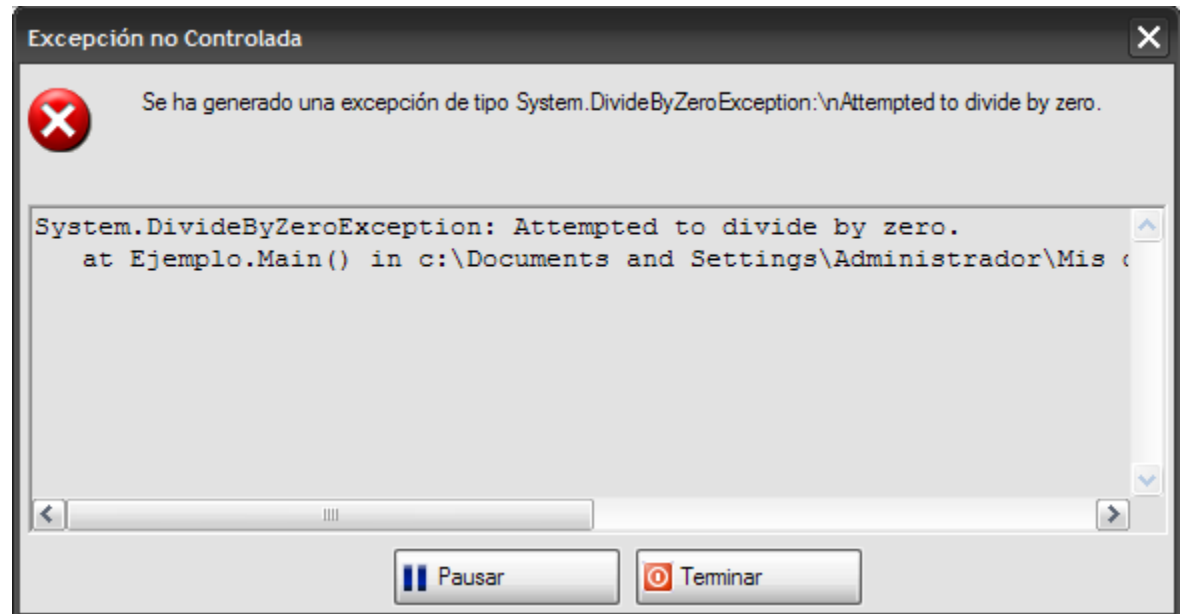 Excepción no Controlada
Se ha generado una excepción de tipo System.DivideByZeroException:\nAttempted to divide by zero.
System.DivideByZeroException: Attempted to divide by zero.
at Ejemplo.Main() in c:\Documents and Settings\Administrador\Mis
Pausar
Terminar